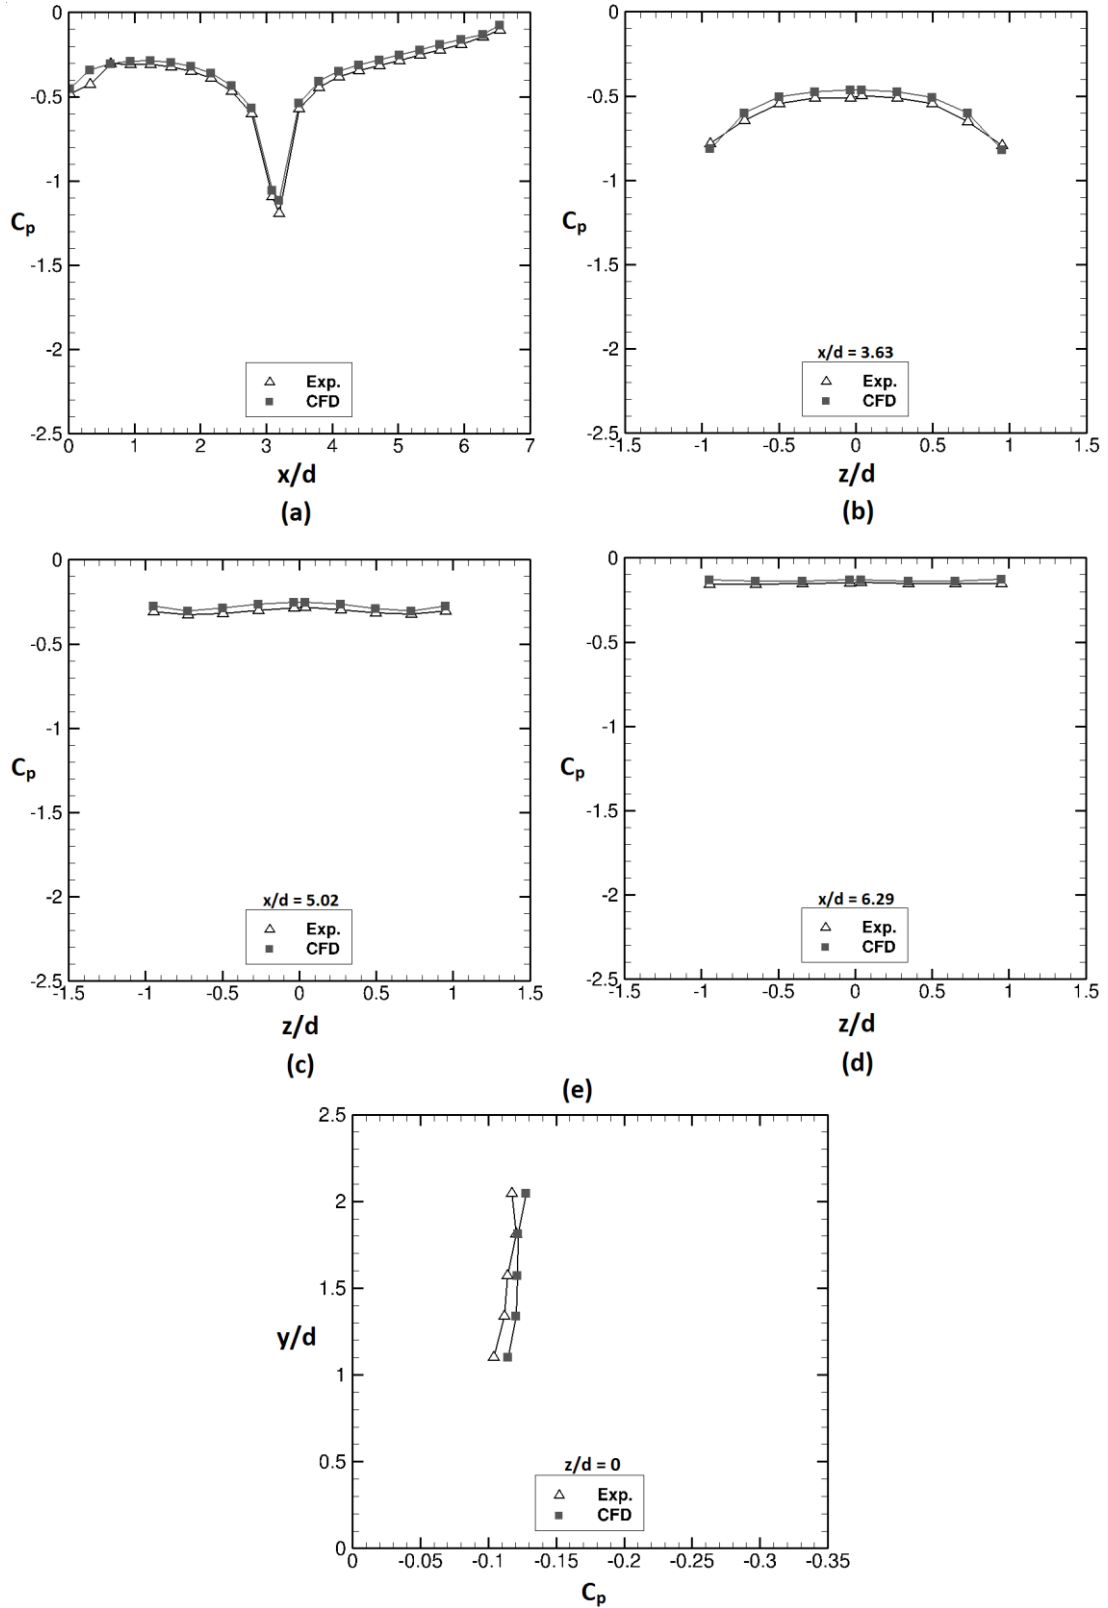 0
-0.5
-1
Cp
-1.5
-2
-2.5
Exp.
CFD
0 1 2 3 4 5 6 7
x/d
(a)
0
-0.5
-1
Cp
-1.5
-2
-2.5
x/d = 3.63
Exp.
CFD
-1.5 -1 -0.5 0 0.5 1 1.5
z/d
(b)
0
-0.5
-1
Cp
-1.5
-2
-2.5
x/d = 5.02
Exp.
CFD
-1.5 -1 -0.5 0 0.5 1 1.5
z/d
(c)
0
-0.5
-1
Cp
-1.5
-2
-2.5
x/d = 6.29
Exp.
CFD
-1.5 -1 -0.5 0 0.5 1 1.5
z/d
(d)
(e)
2.5
2
1.5
y/d
1
0.5
0
z/d = 0
Exp.
CFD
0 -0.05 -0.1 -0.15 -0.2 -0.25 -0.3 -0.35
Cp